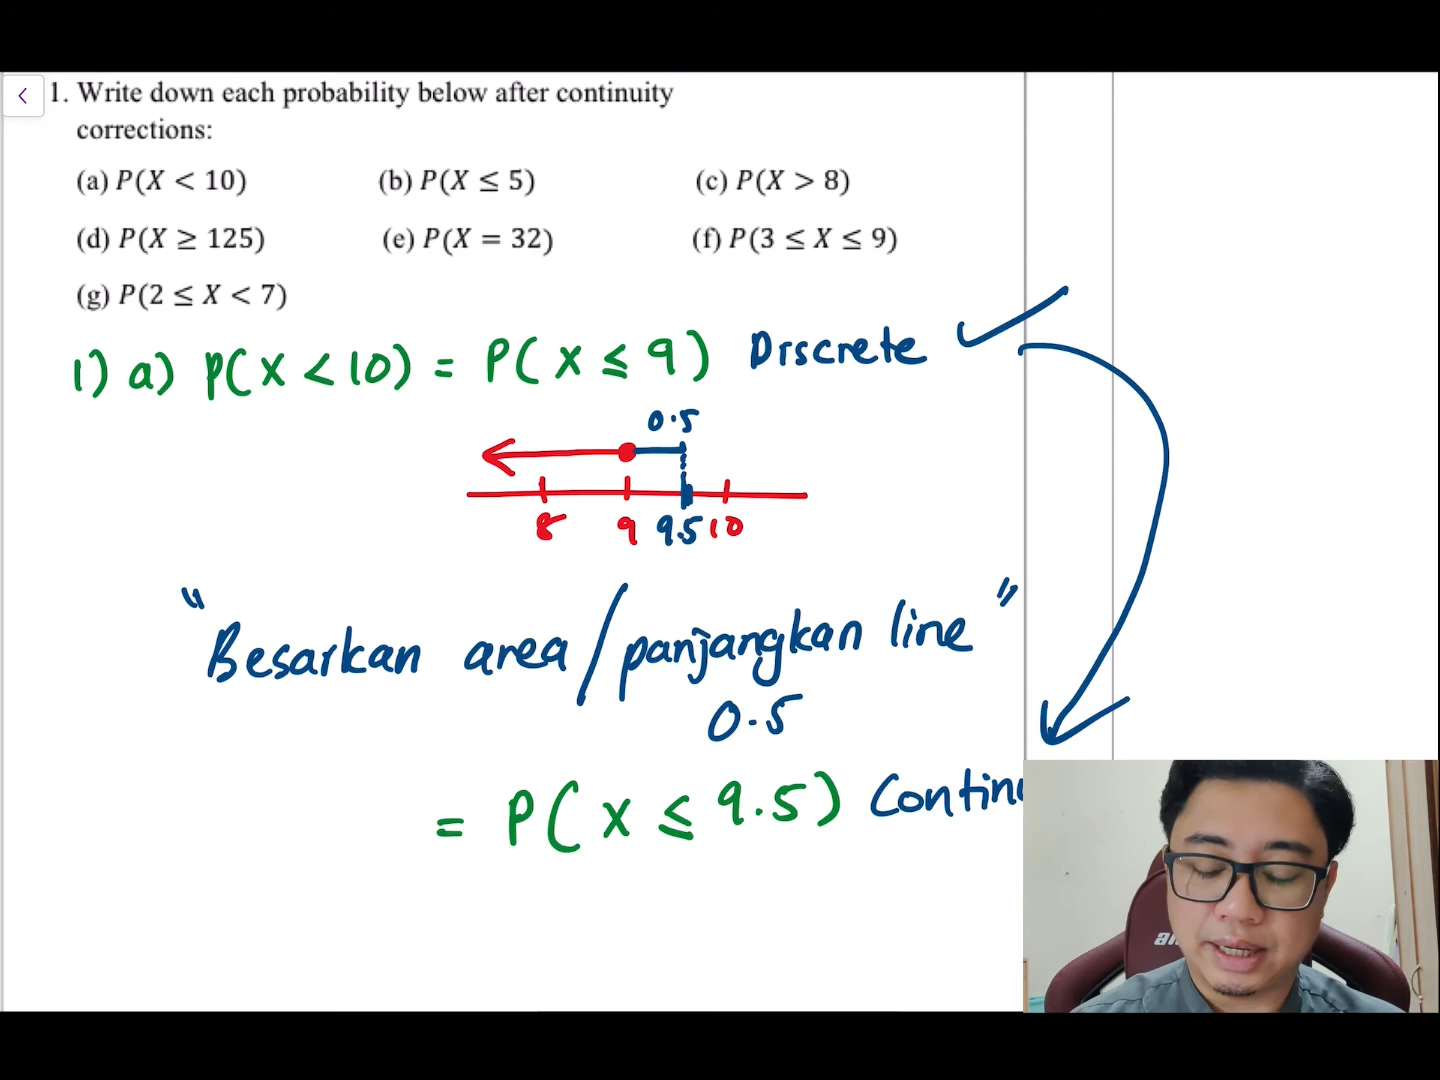 1. Write down each probability below after continuity
corrections:
(a) P(X < 10) (b) P(X ≤ 5) (c) P(X > 8)
(d) P(X ≥ 125) (e) P(X = 32) (f) P(3 ≤ X ≤ 9)
(g) P(2 ≤ X < 7)
1) a) P(X < 10) = P(X ≤ 9) Discrete
0.5
8 9 9.5 10
"Besarkan area/panjangkan line"
0.5
= P(X ≤ 9.5) Contin